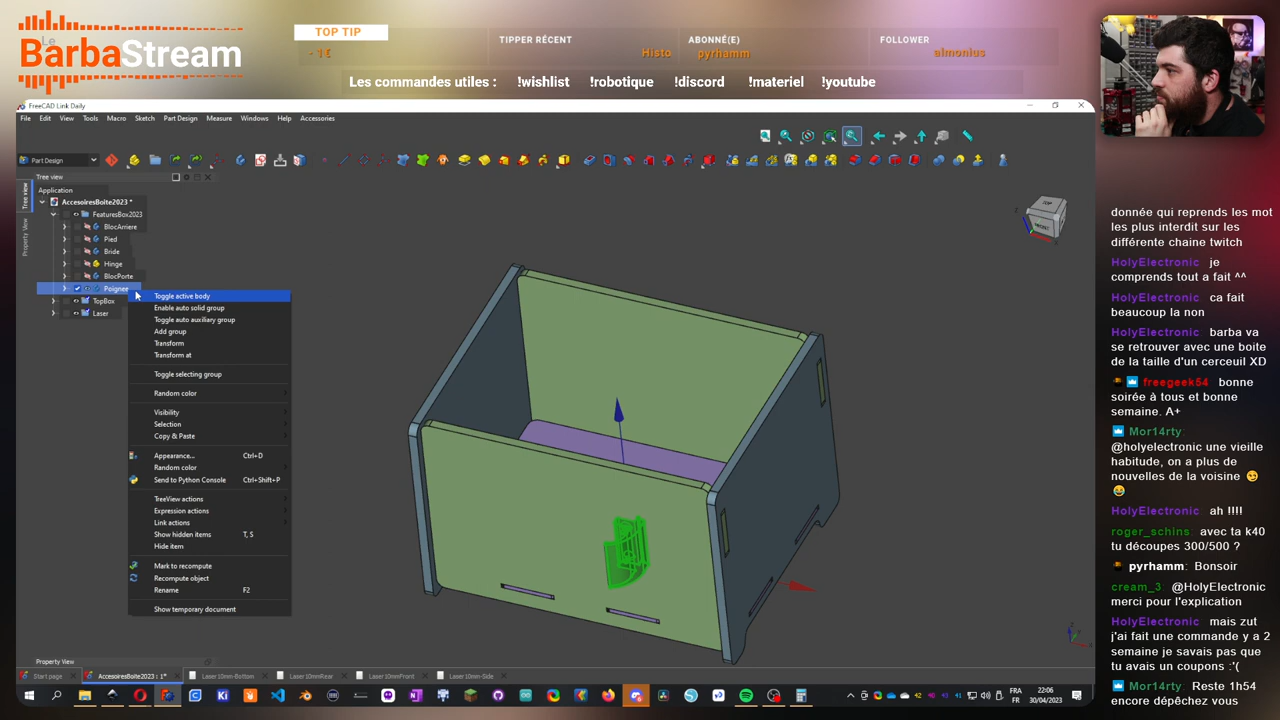 Le
BarbaStream
TOP TIP
- 1€
TIPPER RÉCENT
Histo
ABONNÉ(E)
pyrhamm
FOLLOWER
almonius
Les commandes utiles : !wishlist !robotique !discord !materiel !youtube
FreeCAD Link Daily
File Edit View Tools Macro Sketch Part Design Measure Windows Help Accessories
Part Design
Tree view
Tree view
Property View
Application
AccesoiresBoite2023 *
FeaturesBox2023
BlocArriere
Pied
Bride
Hinge
BlocPorte
Poignee
TopBox
Laser
Toggle active body
Enable auto solid group
Toggle auto auxiliary group
Add group
Transform
Transform at
Toggle selecting group
Random color
Visibility
Selection
Copy & Paste
Appearance... Ctrl+D
Random color
Send to Python Console Ctrl+Shift+P
TreeView actions
Expression actions
Link actions
Show hidden items T, S
Hide item
Mark to recompute
Recompute object
Rename F2
Show temporary document
TOP
Property View
Start page
AccesoiresBoite2023 : 1*
Laser10mm-Bottom
Laser10mmRear
Laser10mmFront
Laser10mm-Side
FRA
FR
22:06
30/04/2023
donnée qui reprends les mot
les plus interdit sur les
différente chaine twitch
HolyElectronic je
comprends tout a fait ^^
HolyElectronic ca fait
beaucoup la non
HolyElectronic barba va
se retrouver avec une boite
de la taille d'un cerceuil XD
freegeek54 bonne
soirée à tous et bonne
semaine. A+
Mor14rty:
@holyelectronic une vieille
habitude, on a plus de
nouvelles de la voisine 😏
😂
HolyElectronic ah !!!!
roger_schins avec ta k40
tu découpes 300/500 ?
pyrhamm: Bonsoir
cream_3 @HolyElectronic
merci pour l'explication
HolyElectronic mais zut
j'ai fait une commande y a 2
semaine je savais pas que
tu avais un coupons :'(
Mor14rty: Reste 1h54
encore dépêchez vous